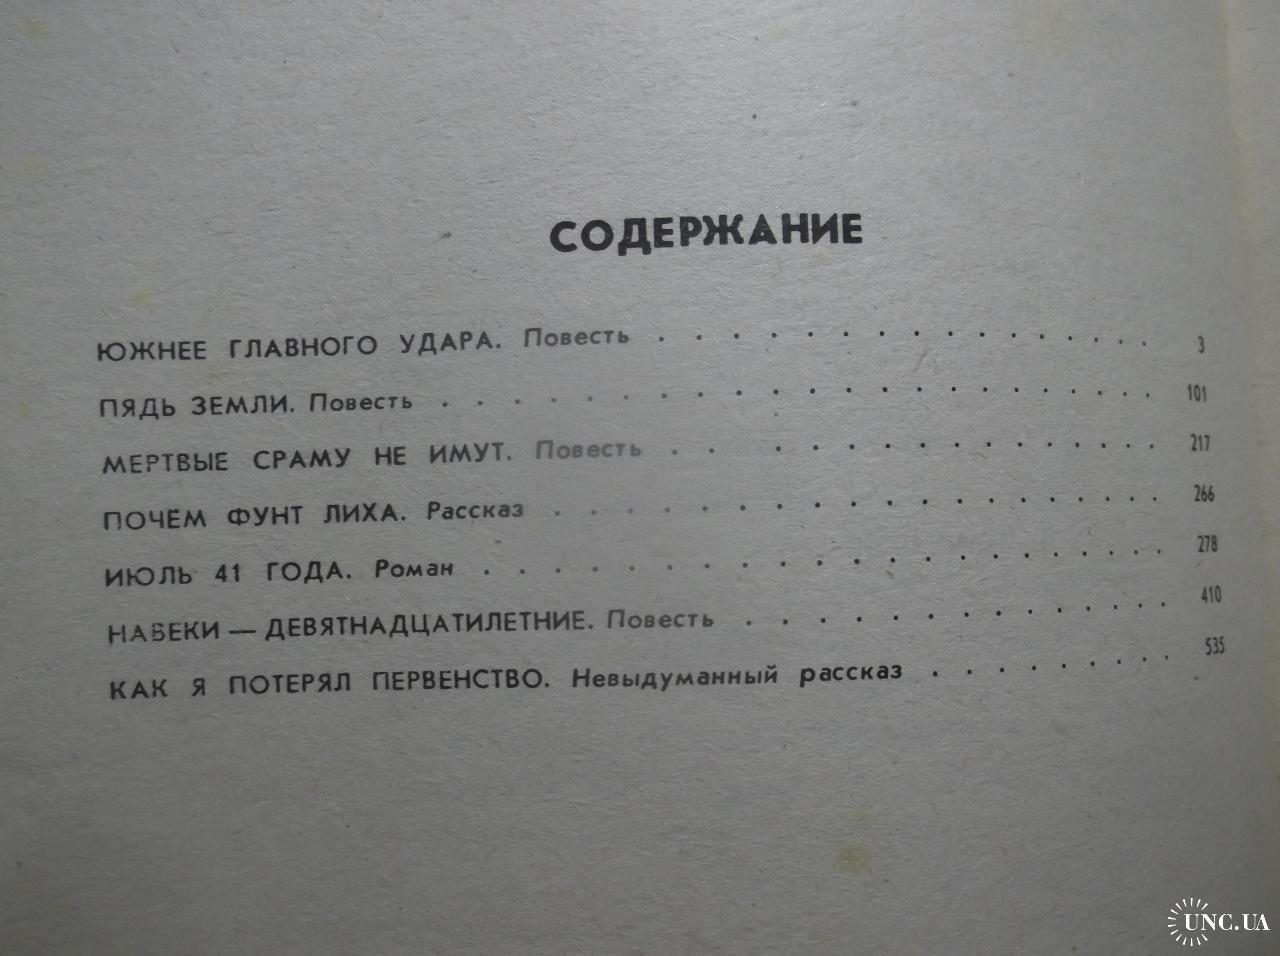 СОДЕРЖАНИЕ
ЮЖНЕЕ ГЛАВНОГО УДАРА. Повесть . . . . . . . . . . . . . . . . . . 3
ПЯДЬ ЗЕМЛИ. Повесть . . . . . . . . . . . . . . . . . . . . . . . 101
МЕРТВЫЕ СРАМУ НЕ ИМУТ. Повесть . . . . . . . . . . . . . . . . . 217
ПОЧЕМ ФУНТ ЛИХА. Рассказ . . . . . . . . . . . . . . . . . . . . 266
ИЮЛЬ 41 ГОДА. Роман . . . . . . . . . . . . . . . . . . . . . . . 278
НАВЕКИ — ДЕВЯТНАДЦАТИЛЕТНИЕ. Повесть . . . . . . . . . . . . . . 410
КАК Я ПОТЕРЯЛ ПЕРВЕНСТВО. Невыдуманный рассказ . . . . . . . . . 535
UNC.UA